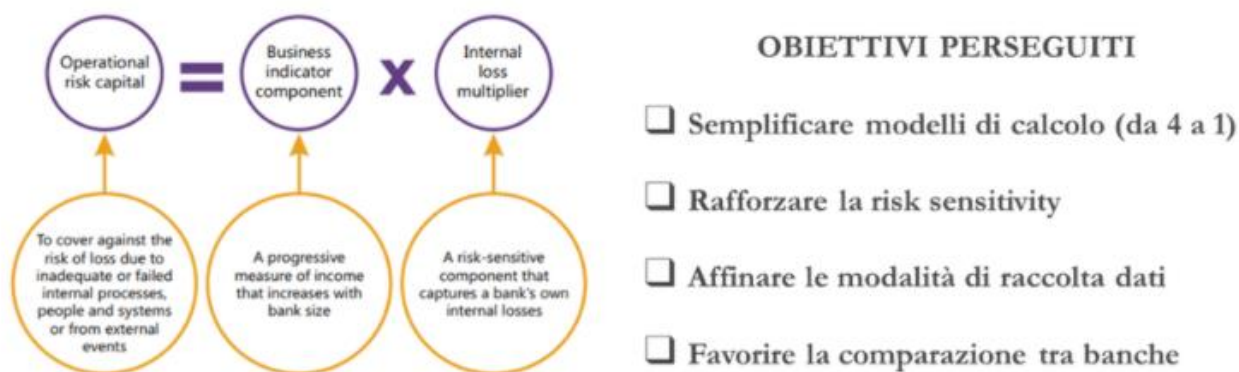 Operational
risk capital
=
Business
indicator
component
x
Internal
loss
multiplier
To cover against the
risk of loss due to
inadequate or failed
internal processes,
people and systems
or from external
events
A progressive
measure of income
that increases with
bank size
A risk-sensitive
component that
captures a bank's own
internal losses
OBIETTIVI PERSEGUITI
❑ Semplificare modelli di calcolo (da 4 a 1)
❑ Rafforzare la risk sensitivity
❑ Affinare le modalità di raccolta dati
❑ Favorire la comparazione tra banche